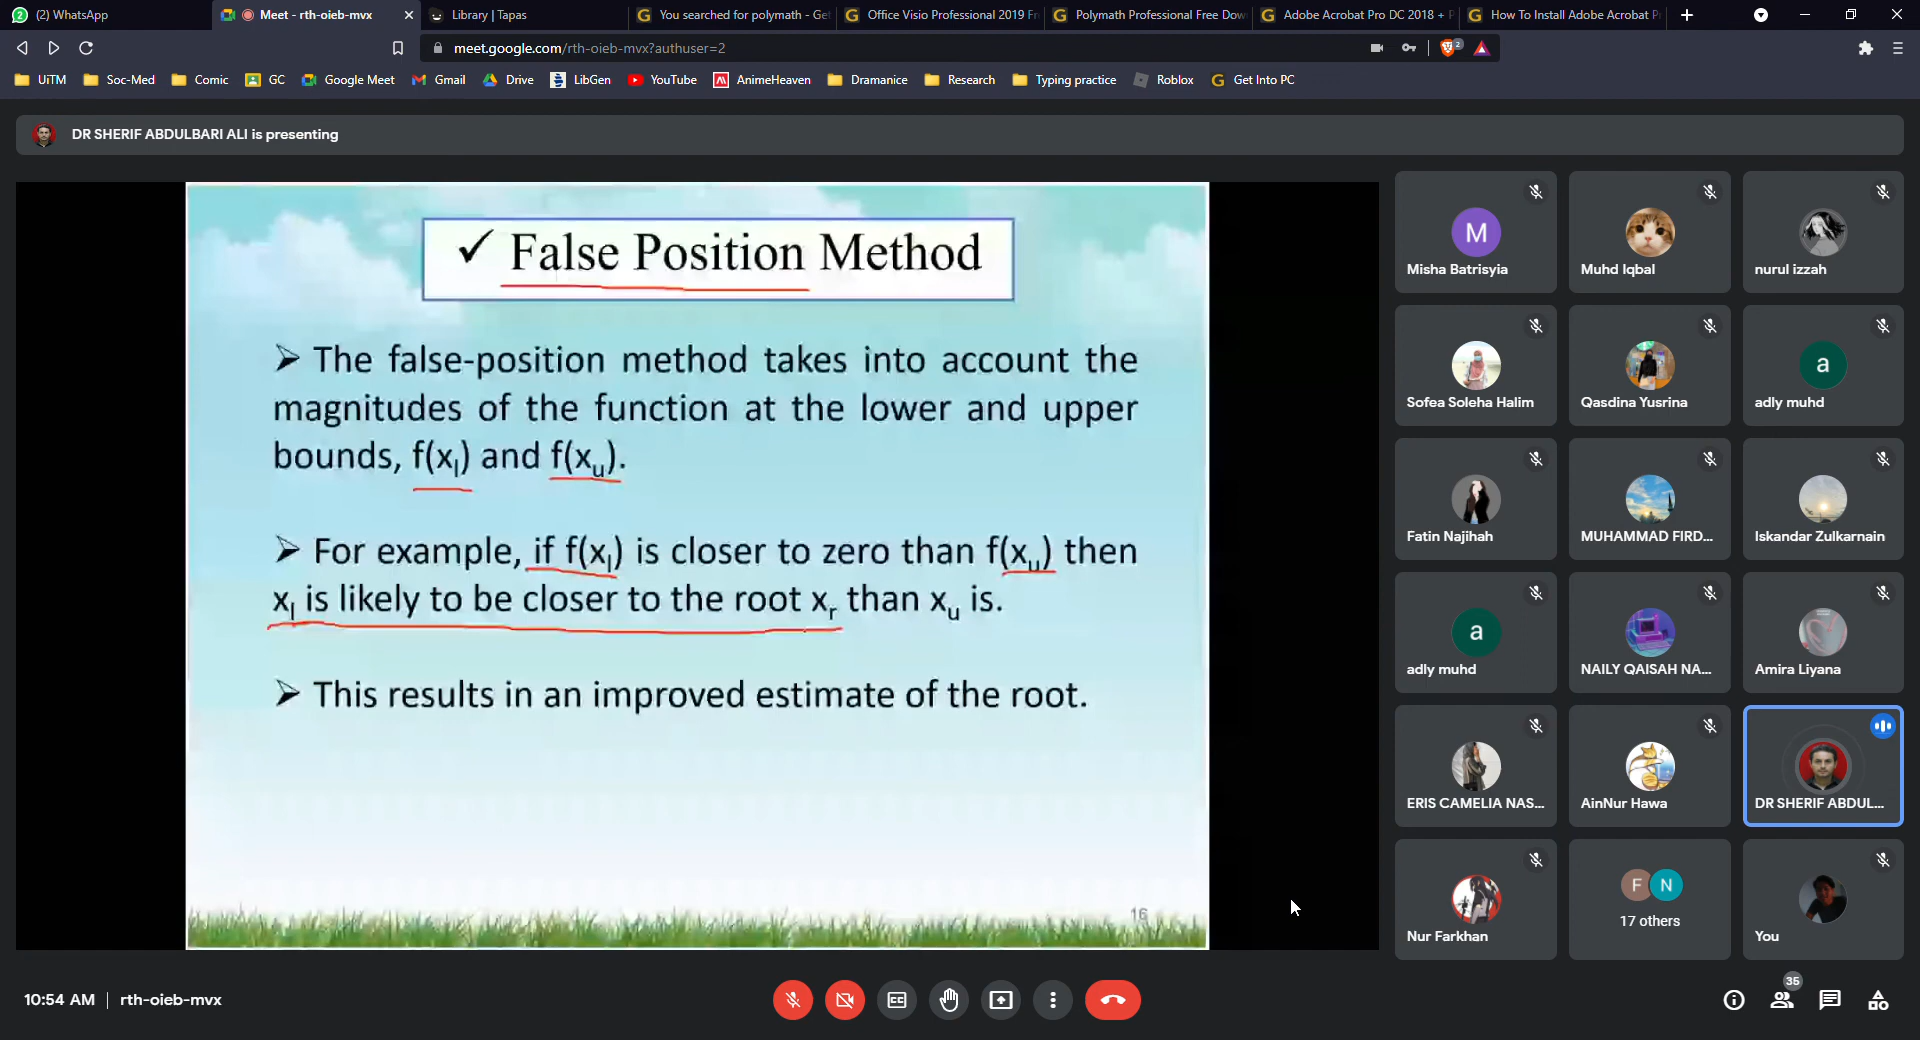 (2) WhatsApp
Meet - rth-oieb-mvx
Library | Tapas
You searched for polymath - Get
Office Visio Professional 2019 Fr
Polymath Professional Free Dow
Adobe Acrobat Pro DC 2018 + P
How To Install Adobe Acrobat P
meet.google.com/rth-oieb-mvx?authuser=2
2
UiTM
Soc-Med
Comic
GC
Google Meet
Gmail
Drive
LibGen
YouTube
AnimeHeaven
Dramanice
Research
Typing practice
Roblox
Get Into PC
DR SHERIF ABDULBARI ALI is presenting
✓ False Position Method
➢ The false-position method takes into account the
magnitudes of the function at the lower and upper
bounds, f(xl) and f(xu).
➢ For example, if f(xl) is closer to zero than f(xu) then
xl is likely to be closer to the root xr than xu is.
➢ This results in an improved estimate of the root.
16
M
Misha Batrisyia
Muhd Iqbal
nurul izzah
Sofea Soleha Halim
Qasdina Yusrina
a
adly muhd
Fatin Najihah
MUHAMMAD FIRD...
Iskandar Zulkarnain
a
adly muhd
NAILY QAISAH NA...
Amira Liyana
ERIS CAMELIA NAS...
AinNur Hawa
DR SHERIF ABDUL...
Nur Farkhan
F N
17 others
You
10:54 AM | rth-oieb-mvx
CC
35